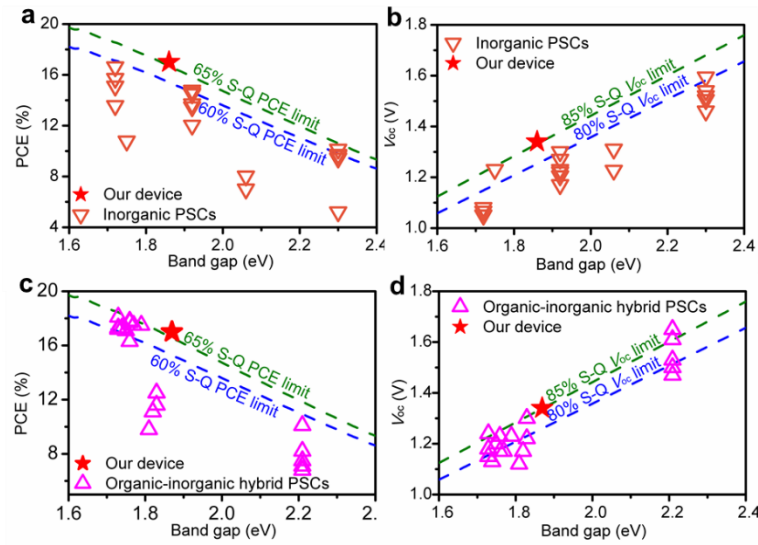 a
20
16
12
8
4
PCE (%)
65% S-Q PCE limit
60% S-Q PCE limit
Our device
Inorganic PSCs
1.6 1.8 2.0 2.2 2.4
Band gap (eV)
b
1.8
1.6
1.4
1.2
1.0
Voc (V)
Inorganic PSCs
Our device
85% S-Q Voc limit
80% S-Q Voc limit
1.6 1.8 2.0 2.2 2.4
Band gap (eV)
c
20
16
12
8
PCE (%)
65% S-Q PCE limit
60% S-Q PCE limit
Our device
Organic-inorganic hybrid PSCs
1.6 1.8 2.0 2.2 2.4
Band gap (eV)
d
1.8
1.6
1.4
1.2
1.0
Voc (V)
Organic-inorganic hybrid PSCs
Our device
85% S-Q Voc limit
80% S-Q Voc limit
1.6 1.8 2.0 2.2 2.4
Band gap (eV)